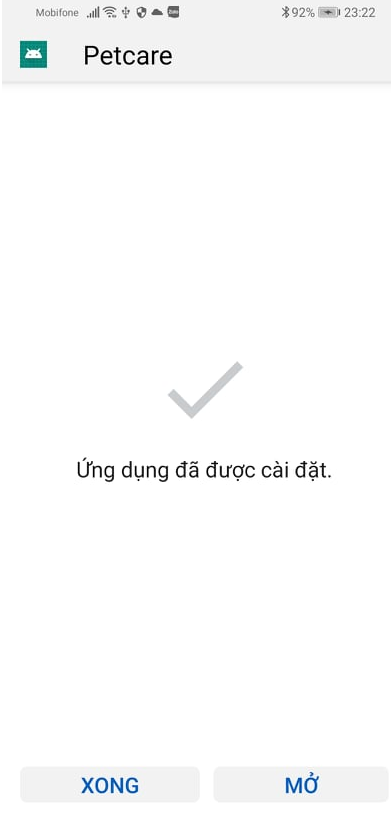 Mobifone 92% 23:22
Petcare
Ứng dụng đã được cài đặt.
XONG MỞ